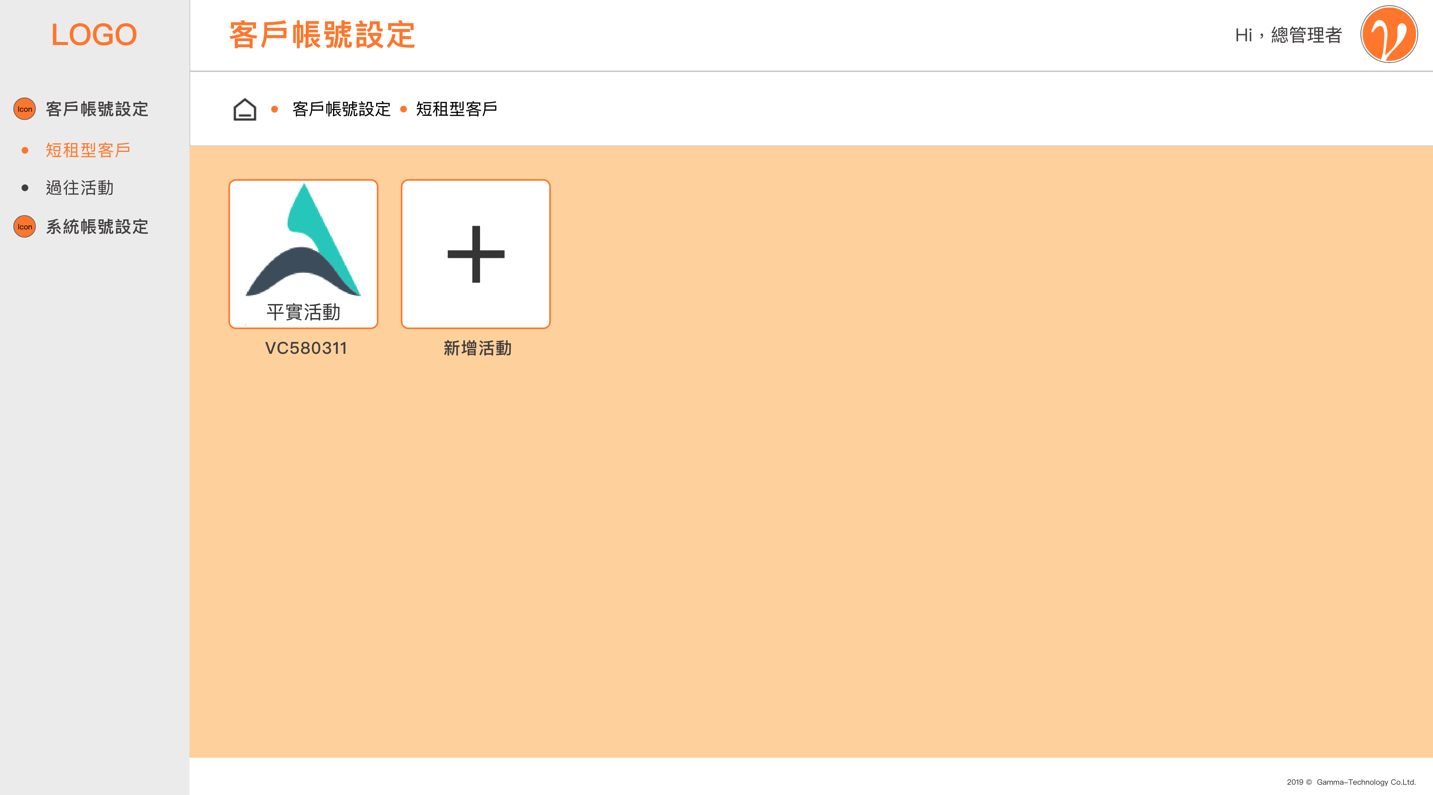 LOGO
客戶帳號設定
Hi，總管理者
Icon 客戶帳號設定
短租型客戶
過往活動
Icon 系統帳號設定
客戶帳號設定 短租型客戶
平實活動
VC580311
新增活動
2019 © Gamma-Technology Co.Ltd.